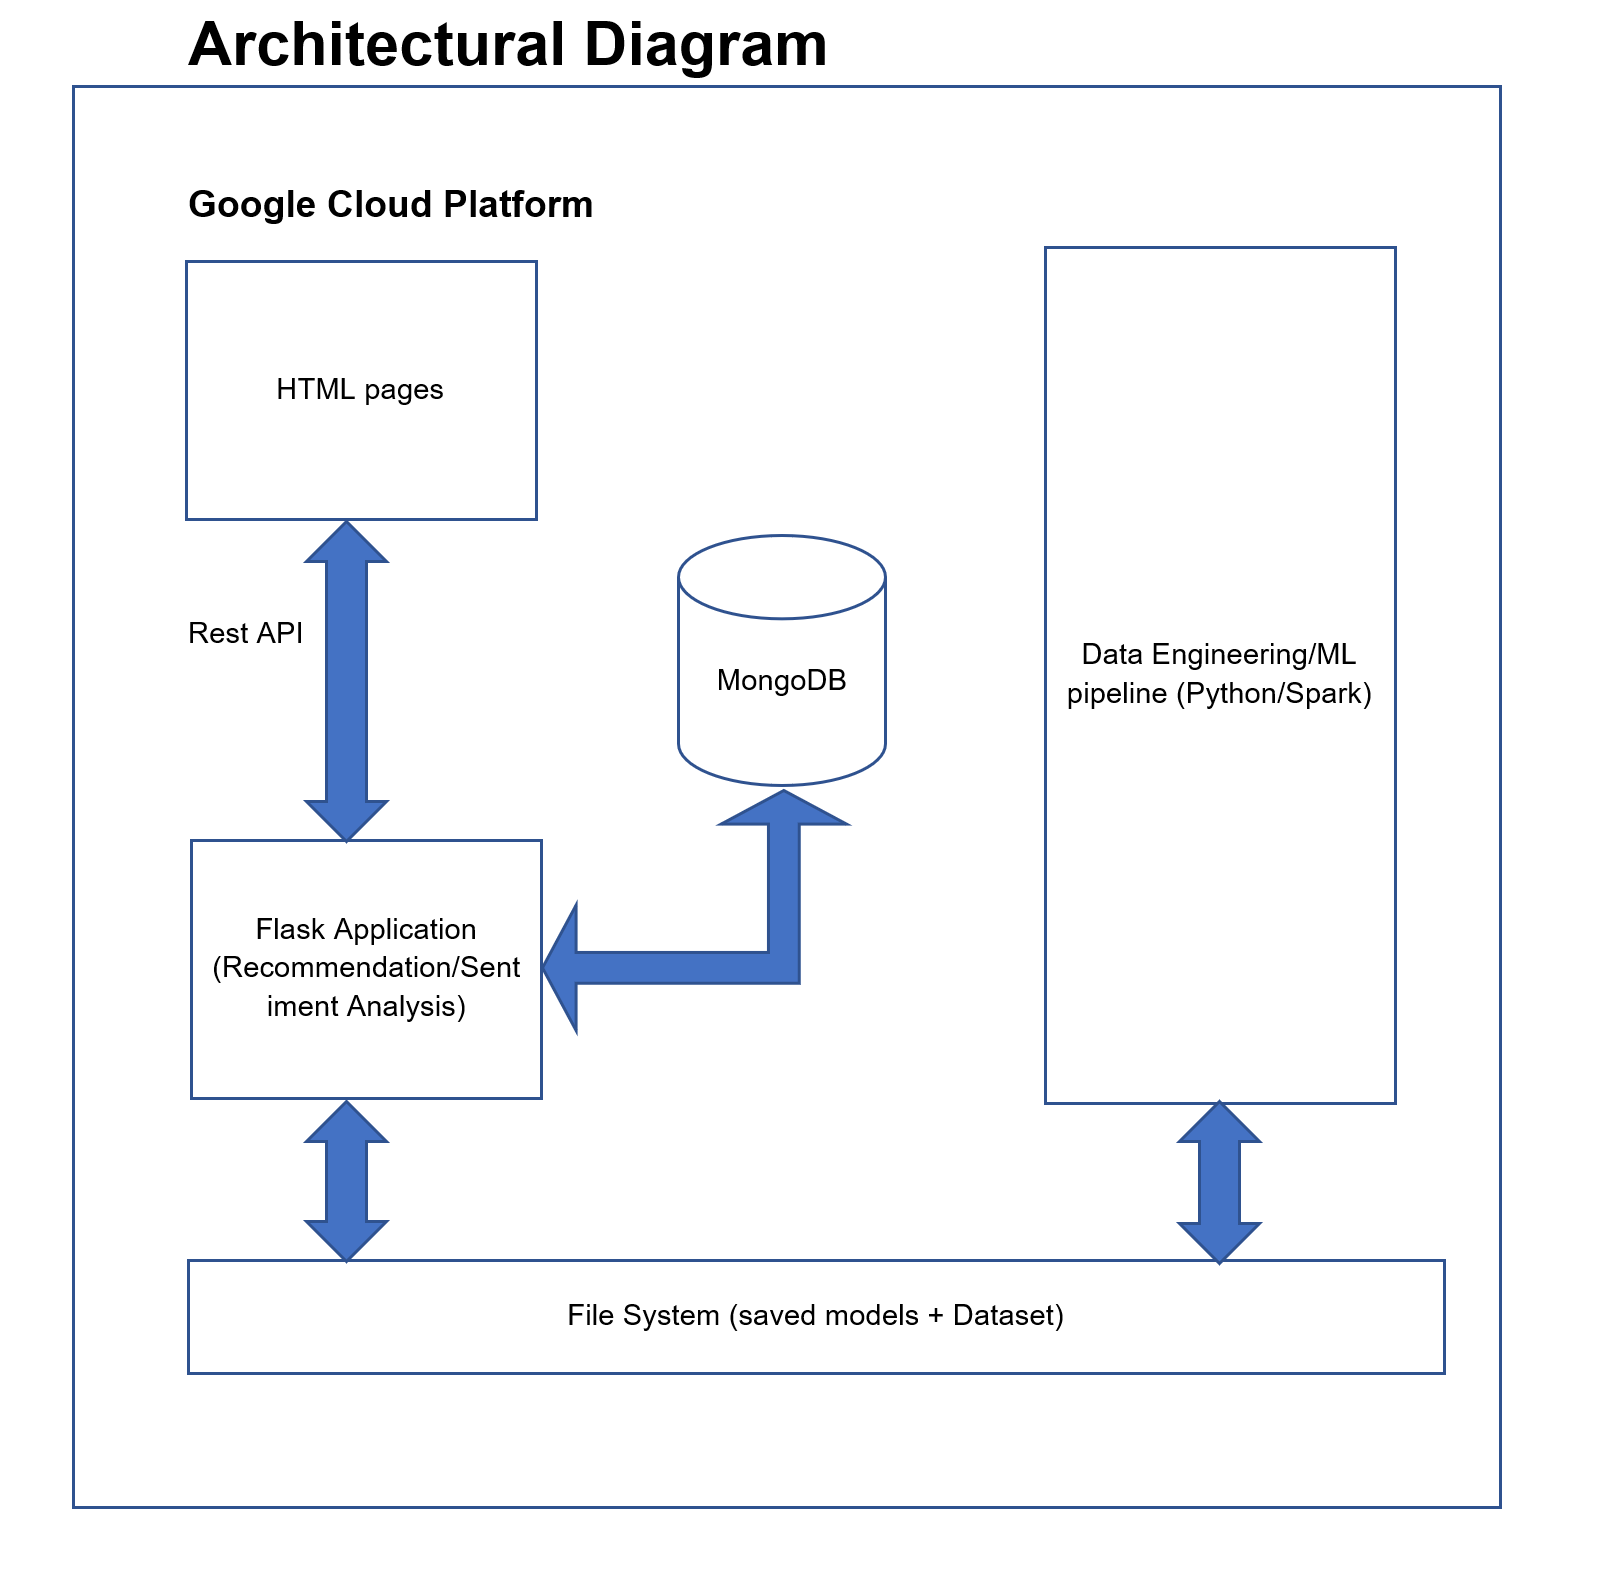 Architectural Diagram
Google Cloud Platform
HTML pages
Rest API
MongoDB
Data Engineering/ML
pipeline (Python/Spark)
Flask Application
(Recommendation/Sent
iment Analysis)
File System (saved models + Dataset)